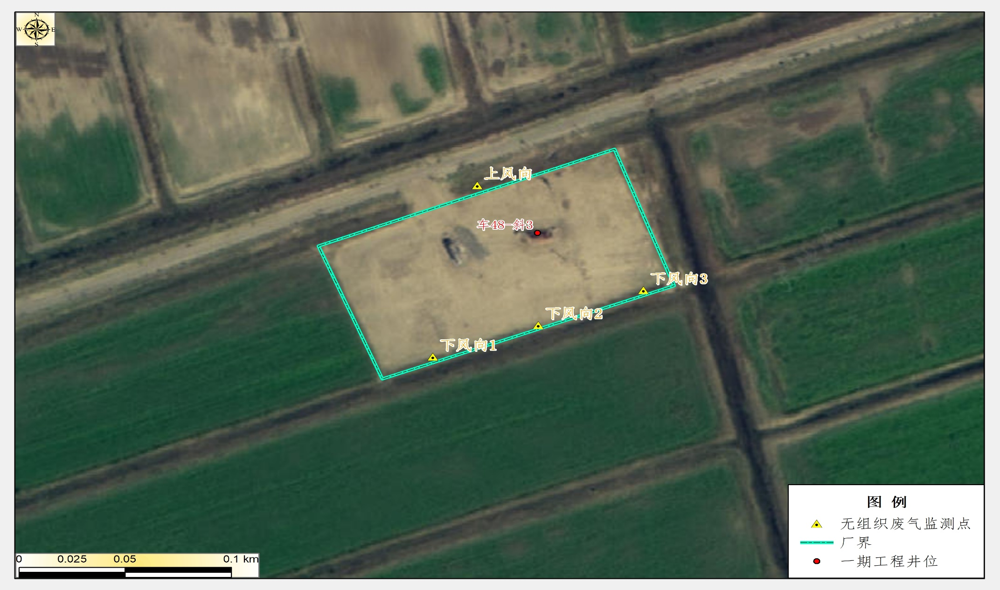 N
W E
S
上风向
车48-斜3
下风向3
下风向2
下风向1
图 例
无组织废气监测点
厂界
一期工程井位
0 0.025 0.05 0.1 km